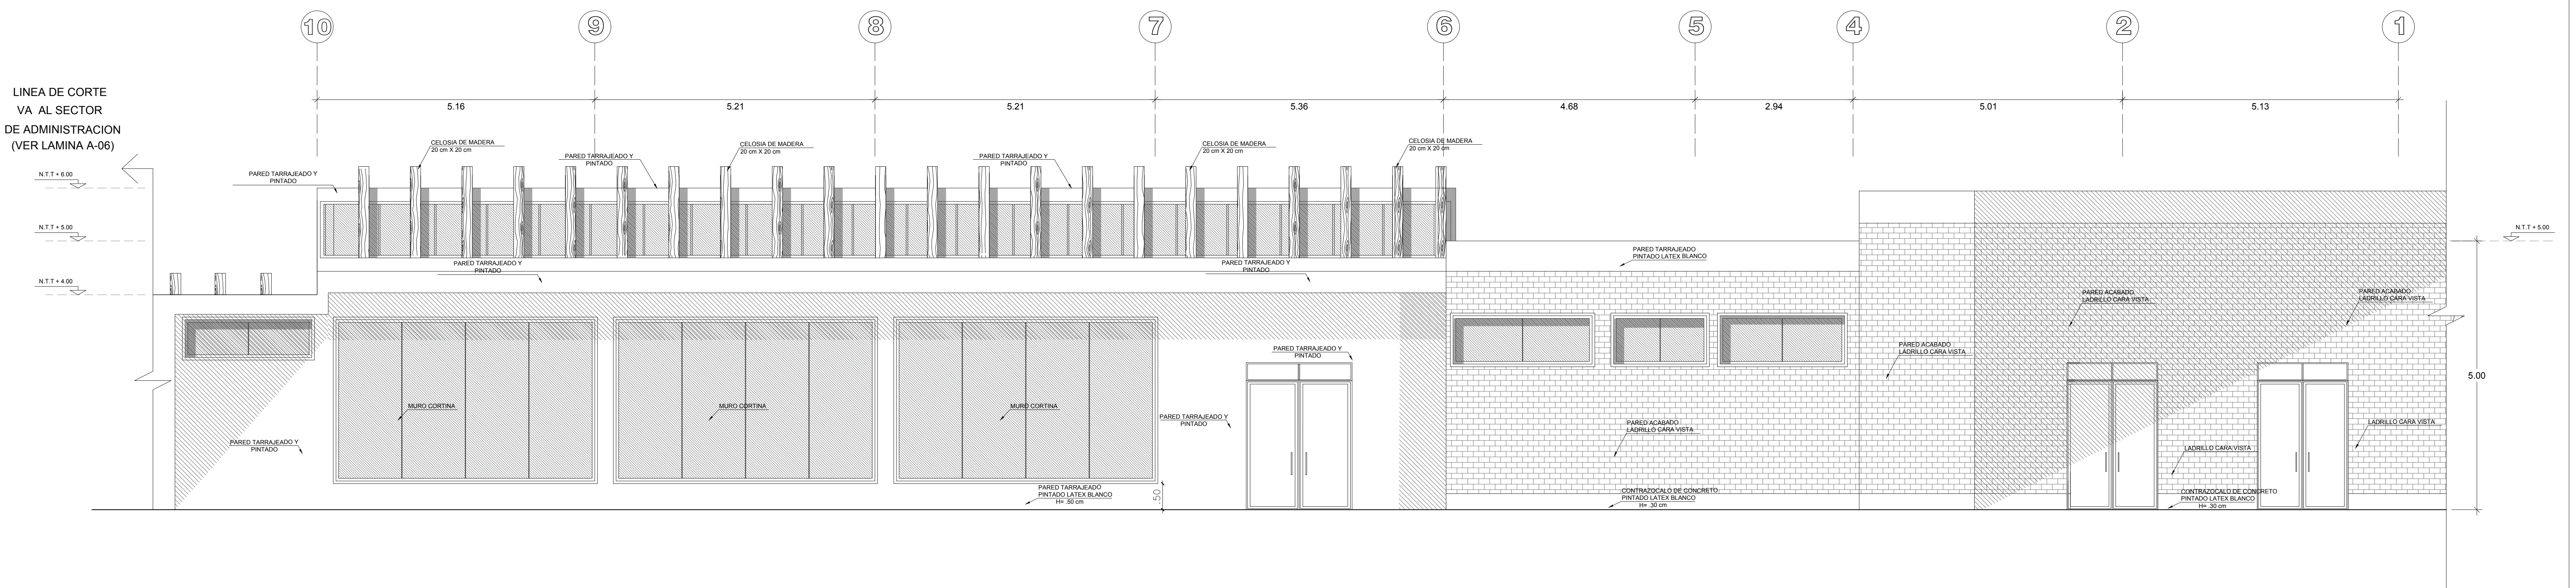 10
9
8
7
6
5
4
2
1
LINEA DE CORTE
VA AL SECTOR
DE ADMINISTRACION
(VER LAMINA A-06)
5.16
5.21
5.21
5.36
4.68
2.94
5.01
5.13
CELOSIA DE MADERA
20 cm X 20 cm
PARED TARRAJEADO Y
PINTADO
CELOSIA DE MADERA
20 cm X 20 cm
PARED TARRAJEADO Y
PINTADO
CELOSIA DE MADERA
20 cm X 20 cm
CELOSIA DE MADERA
20 cm X 20 cm
N.T.T + 6.00
PARED TARRAJEADO Y
PINTADO
N.T.T + 5.00
N.T.T + 5.00
PARED TARRAJEADO Y
PINTADO
PARED TARRAJEADO Y
PINTADO
PARED TARRAJEADO
PINTADO LATEX BLANCO
N.T.T + 4.00
PARED ACABADO
LADRILLO CARA VISTA
PARED ACABADO
LADRILLO CARA VISTA
PARED TARRAJEADO Y
PINTADO
PARED ACABADO
LADRILLO CARA VISTA
5.00
MURO CORTINA
MURO CORTINA
MURO CORTINA
PARED TARRAJEADO Y
PINTADO
PARED ACABADO
LADRILLO CARA VISTA
LADRILLO CARA VISTA
PARED TARRAJEADO Y
PINTADO
LADRILLO CARA VISTA
PARED TARRAJEADO
PINTADO LATEX BLANCO
H= .50 cm
.50
CONTRAZOCALO DE CONCRETO
PINTADO LATEX BLANCO
H= .30 cm
CONTRAZOCALO DE CONCRETO
PINTADO LATEX BLANCO
H= .30 cm